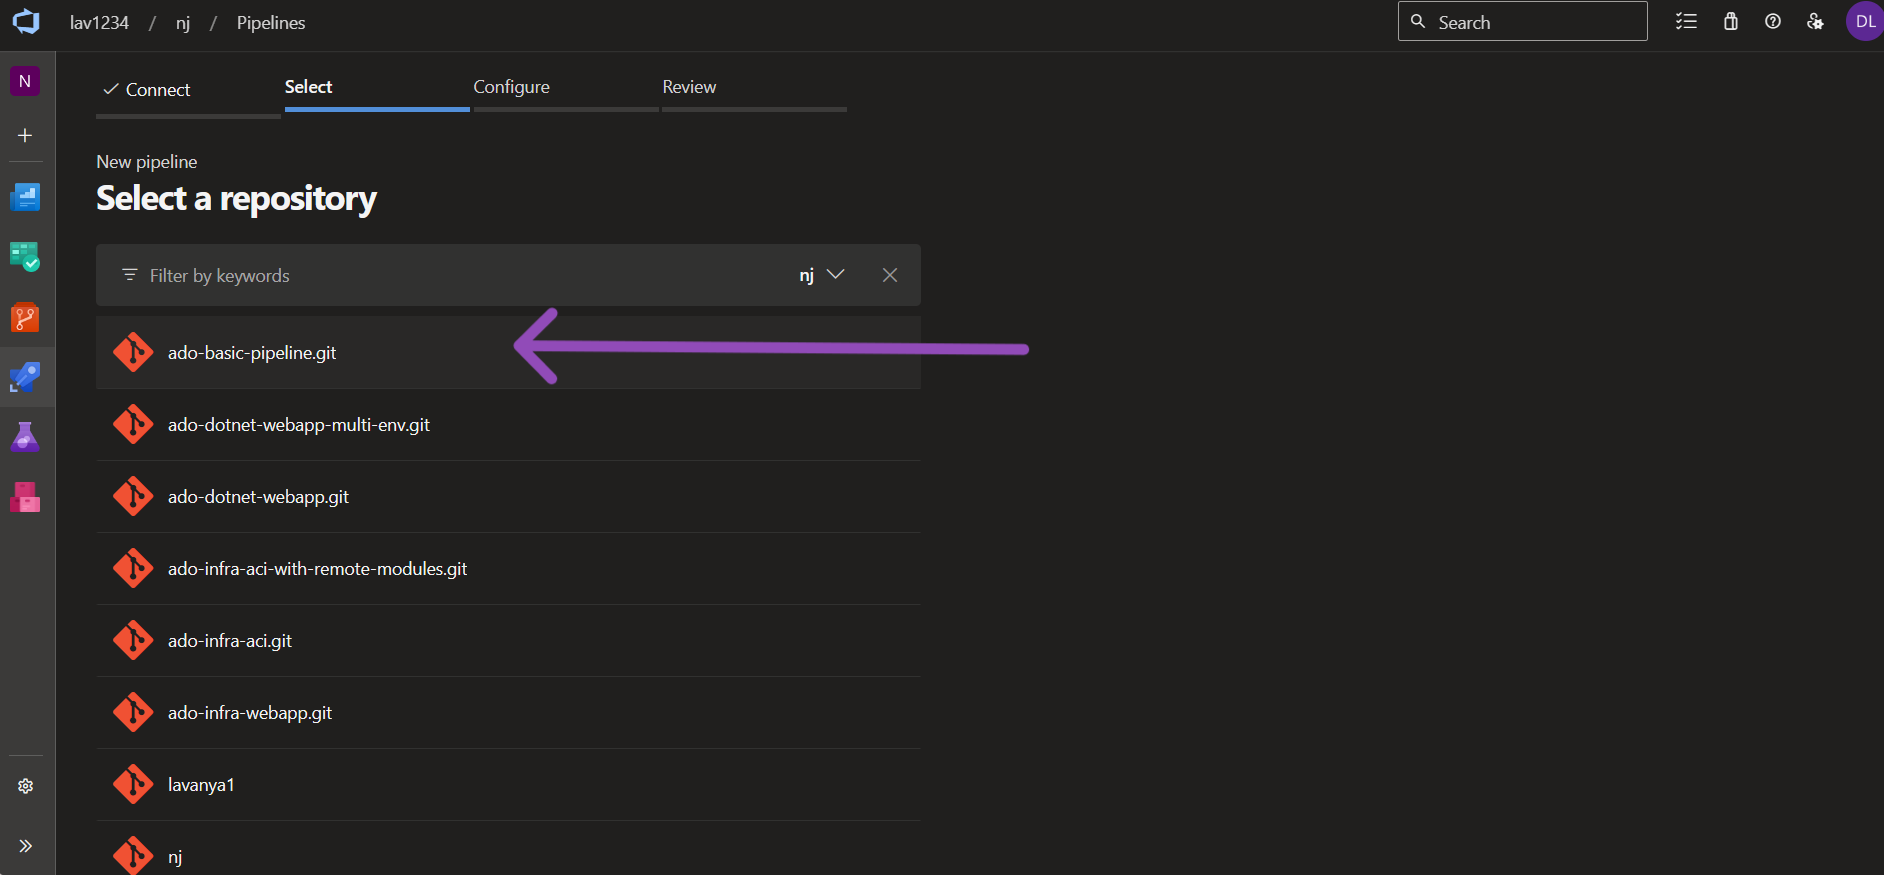 lav1234 / nj / Pipelines
Search
DL
N
Connect
Select
Configure
Review
New pipeline
Select a repository
Filter by keywords
nj
ado-basic-pipeline.git
ado-dotnet-webapp-multi-env.git
ado-dotnet-webapp.git
ado-infra-aci-with-remote-modules.git
ado-infra-aci.git
ado-infra-webapp.git
lavanya1
nj